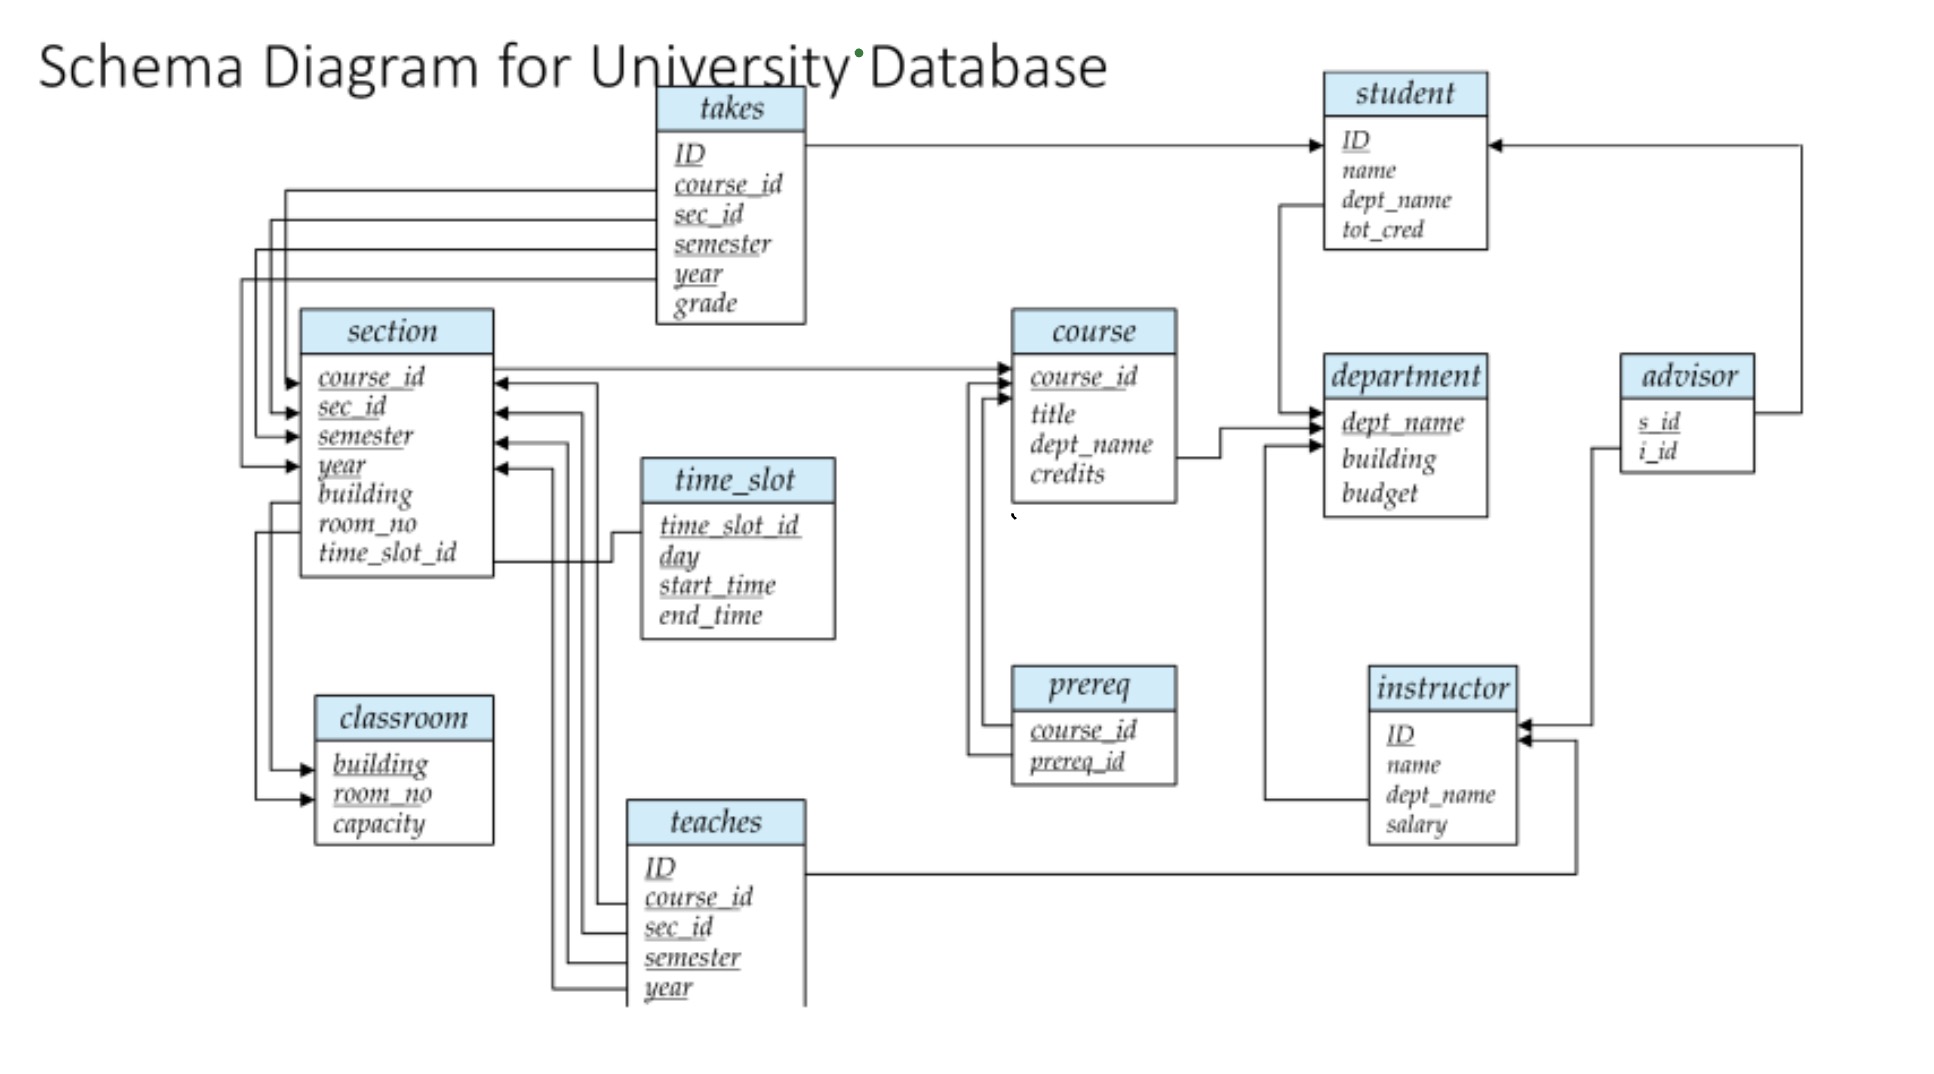 Schema Diagram for University Database
takes
ID
course_id
sec_id
semester
year
grade
student
ID
name
dept_name
tot_cred
section
course_id
sec_id
semester
year
building
room_no
time_slot_id
time_slot
time_slot_id
day
start_time
end_time
course
course_id
title
dept_name
credits
department
dept_name
building
budget
advisor
s_id
i_id
classroom
building
room_no
capacity
prereq
course_id
prereq_id
instructor
ID
name
dept_name
salary
teaches
ID
course_id
sec_id
semester
year